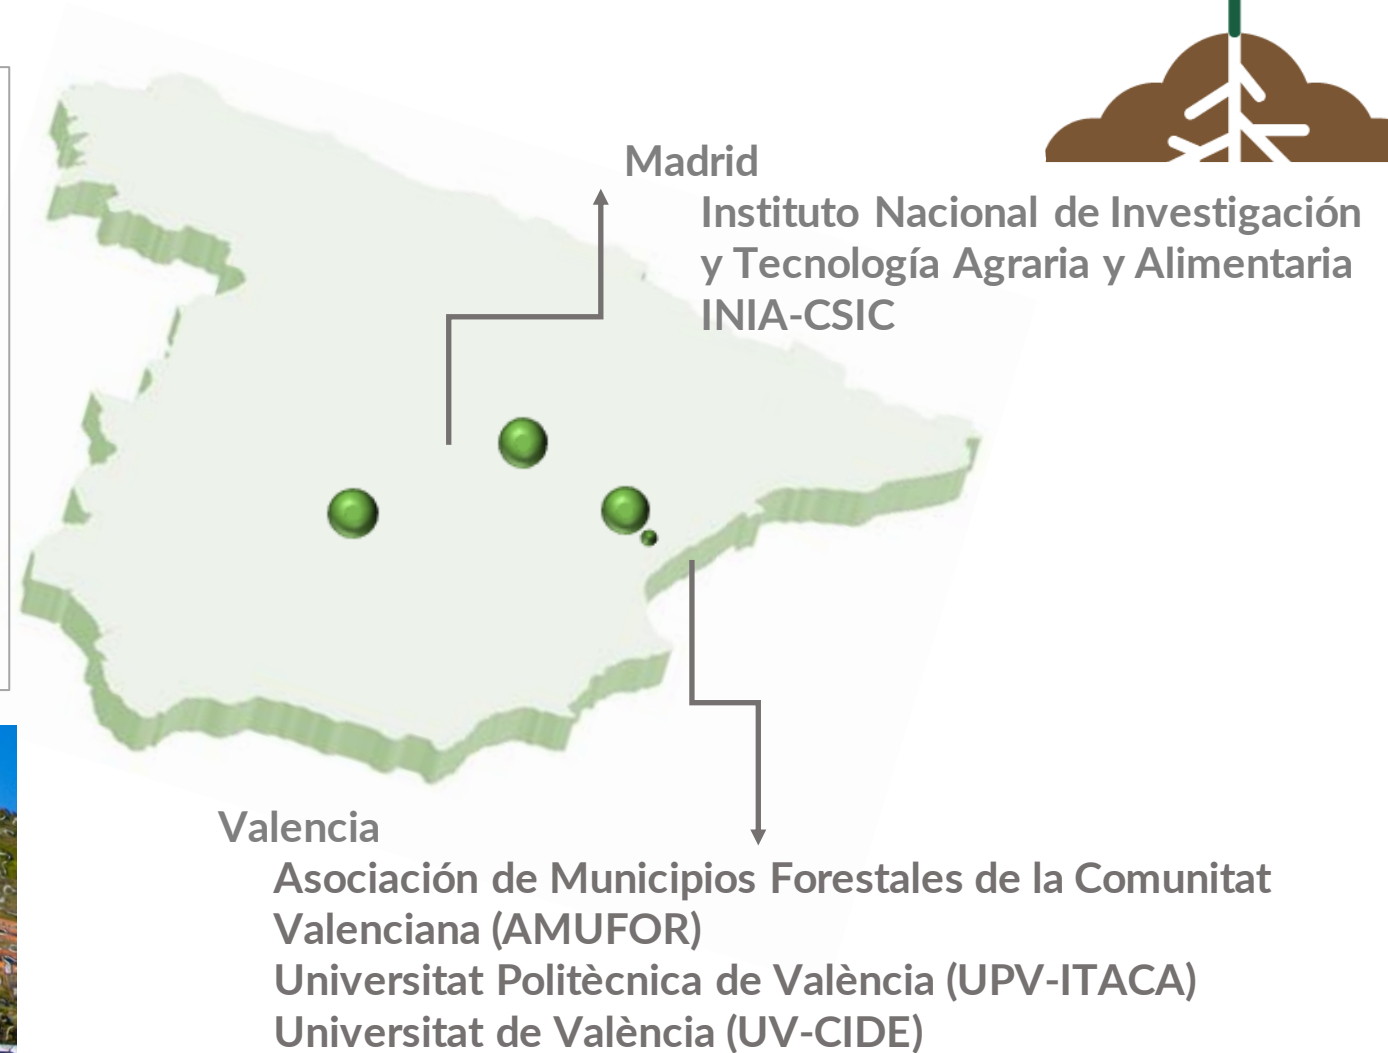 Madrid
Instituto Nacional de Investigación
y Tecnología Agraria y Alimentaria
INIA-CSIC
Valencia
Asociación de Municipios Forestales de la Comunitat
Valenciana (AMUFOR)
Universitat Politècnica de València (UPV-ITACA)
Universitat de València (UV-CIDE)